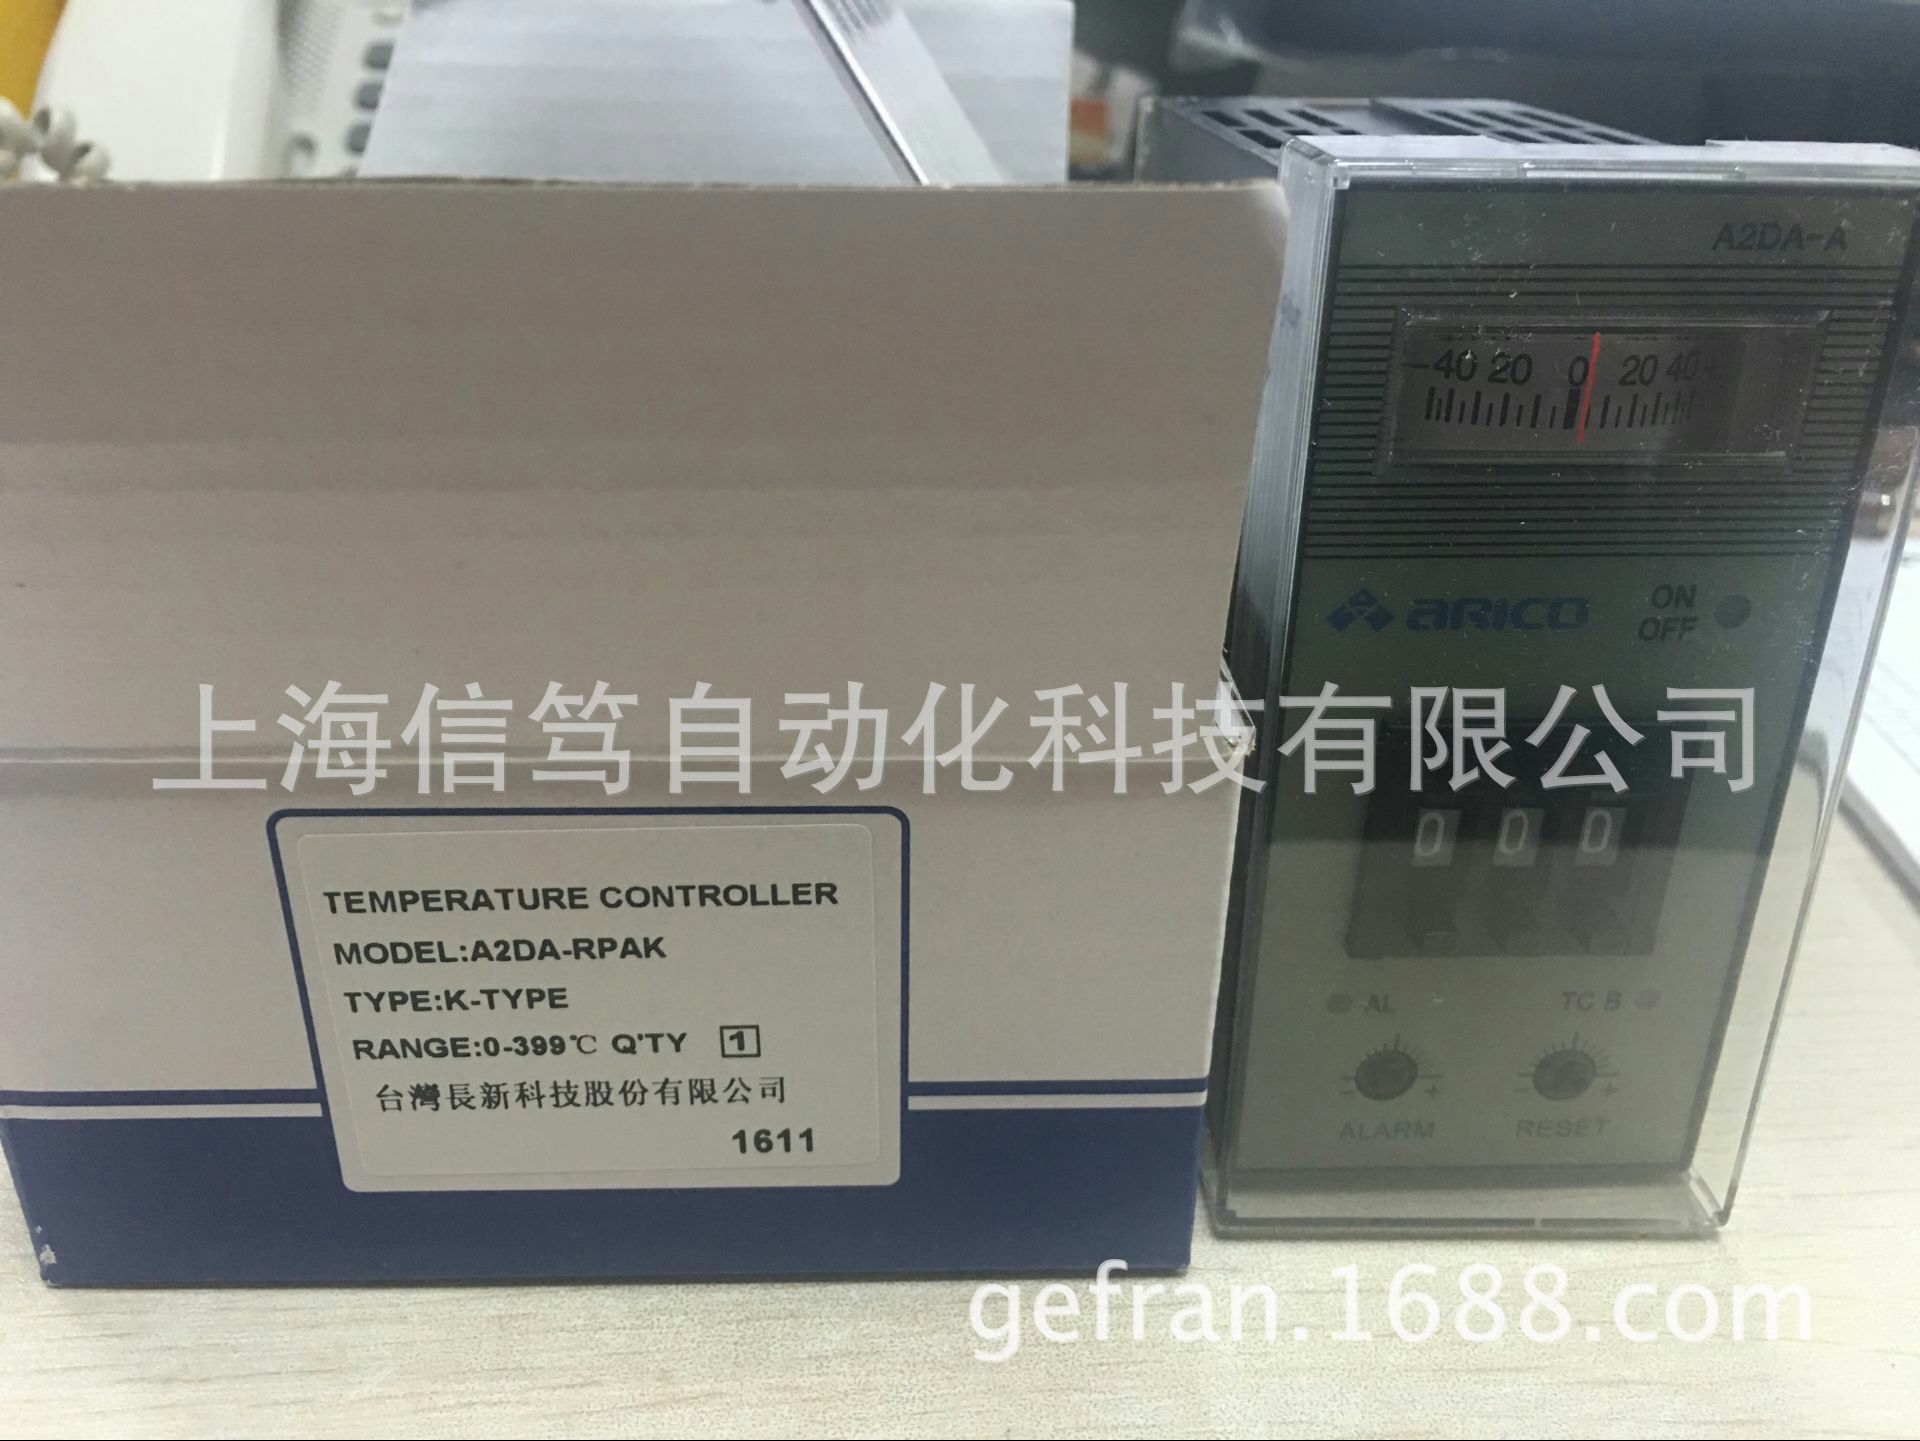 A2DA-A
-40 20 0 20 40+
ARICO
ON
OFF
上海信笃自动化科技有限公司
0 0 0
TEMPERATURE CONTROLLER
MODEL:A2DA-RPAK
TYPE:K-TYPE
RANGE:0-399℃ Q'TY 1
台灣長新科技股份有限公司
1611
AL TC B
- + - +
ALARM RESET
gefran.1688.com